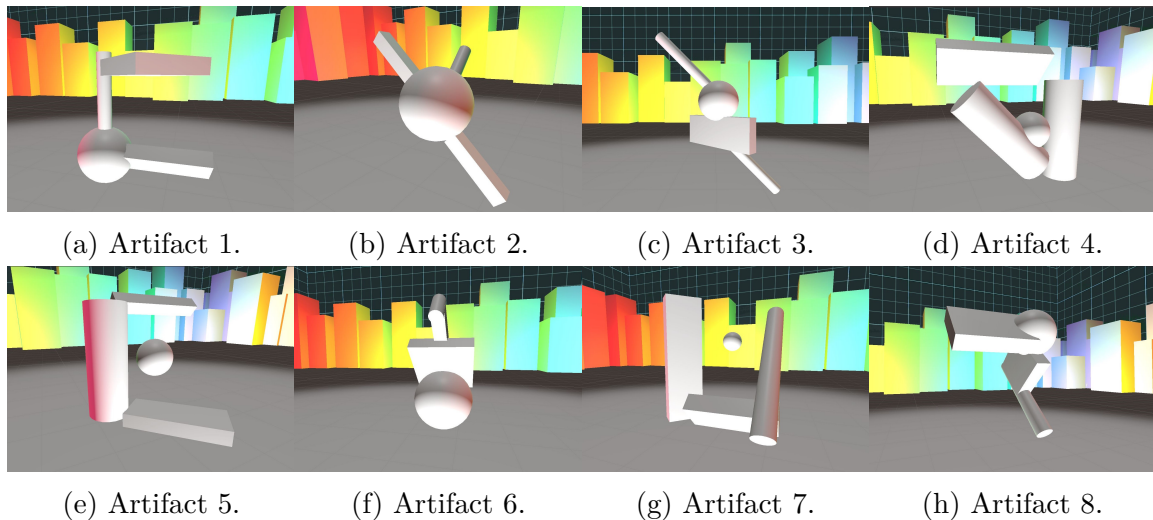 (a) Artifact 1.
(b) Artifact 2.
(c) Artifact 3.
(d) Artifact 4.
(e) Artifact 5.
(f) Artifact 6.
(g) Artifact 7.
(h) Artifact 8.